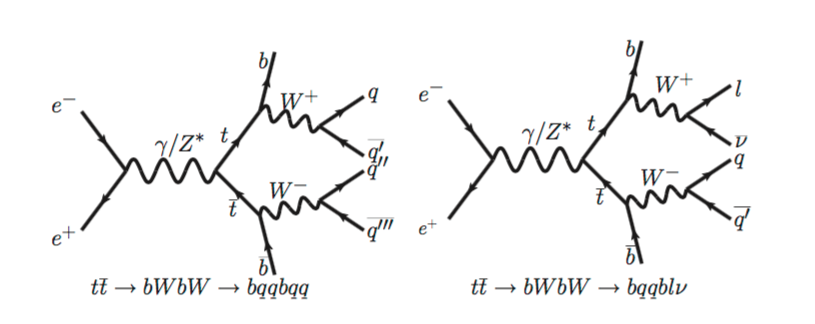 b
W⁺
q
q̅′
e⁻
γ/Z*
t
t̅
e⁺
W⁻
q″
q̅‴
b̅
tt̅ → bWbW → bqqbqq
b
W⁺
l
ν̅
e⁻
γ/Z*
t
t̅
e⁺
W⁻
q
q̅′
b̅
tt̅ → bWbW → bqqblν